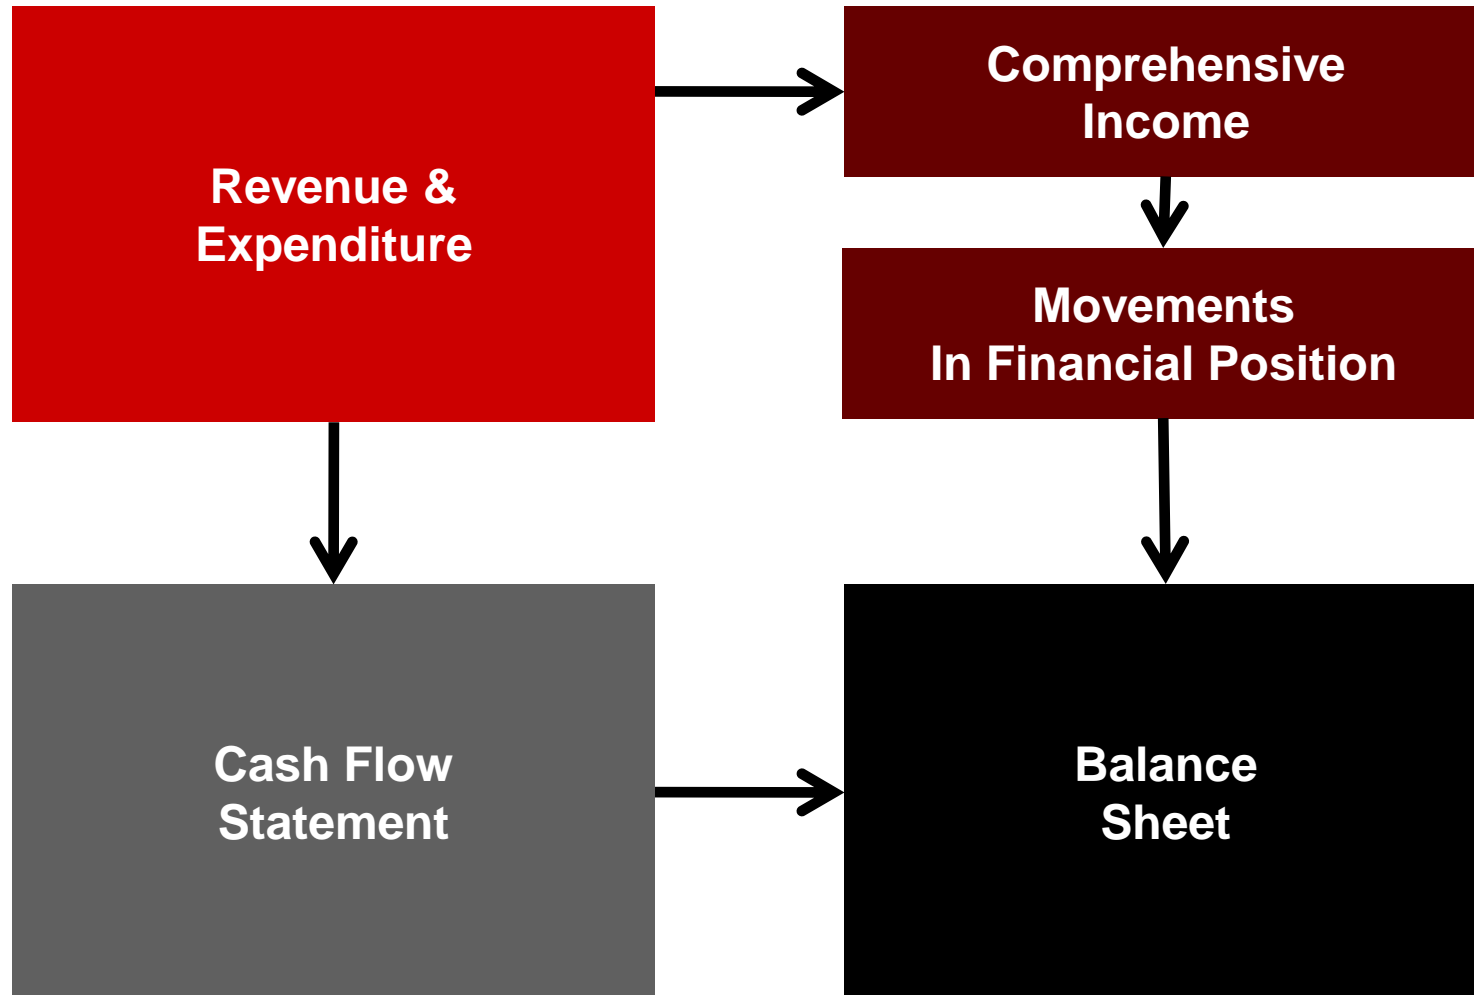 Revenue &
Expenditure
Comprehensive
Income
Movements
In Financial Position
Cash Flow
Statement
Balance
Sheet